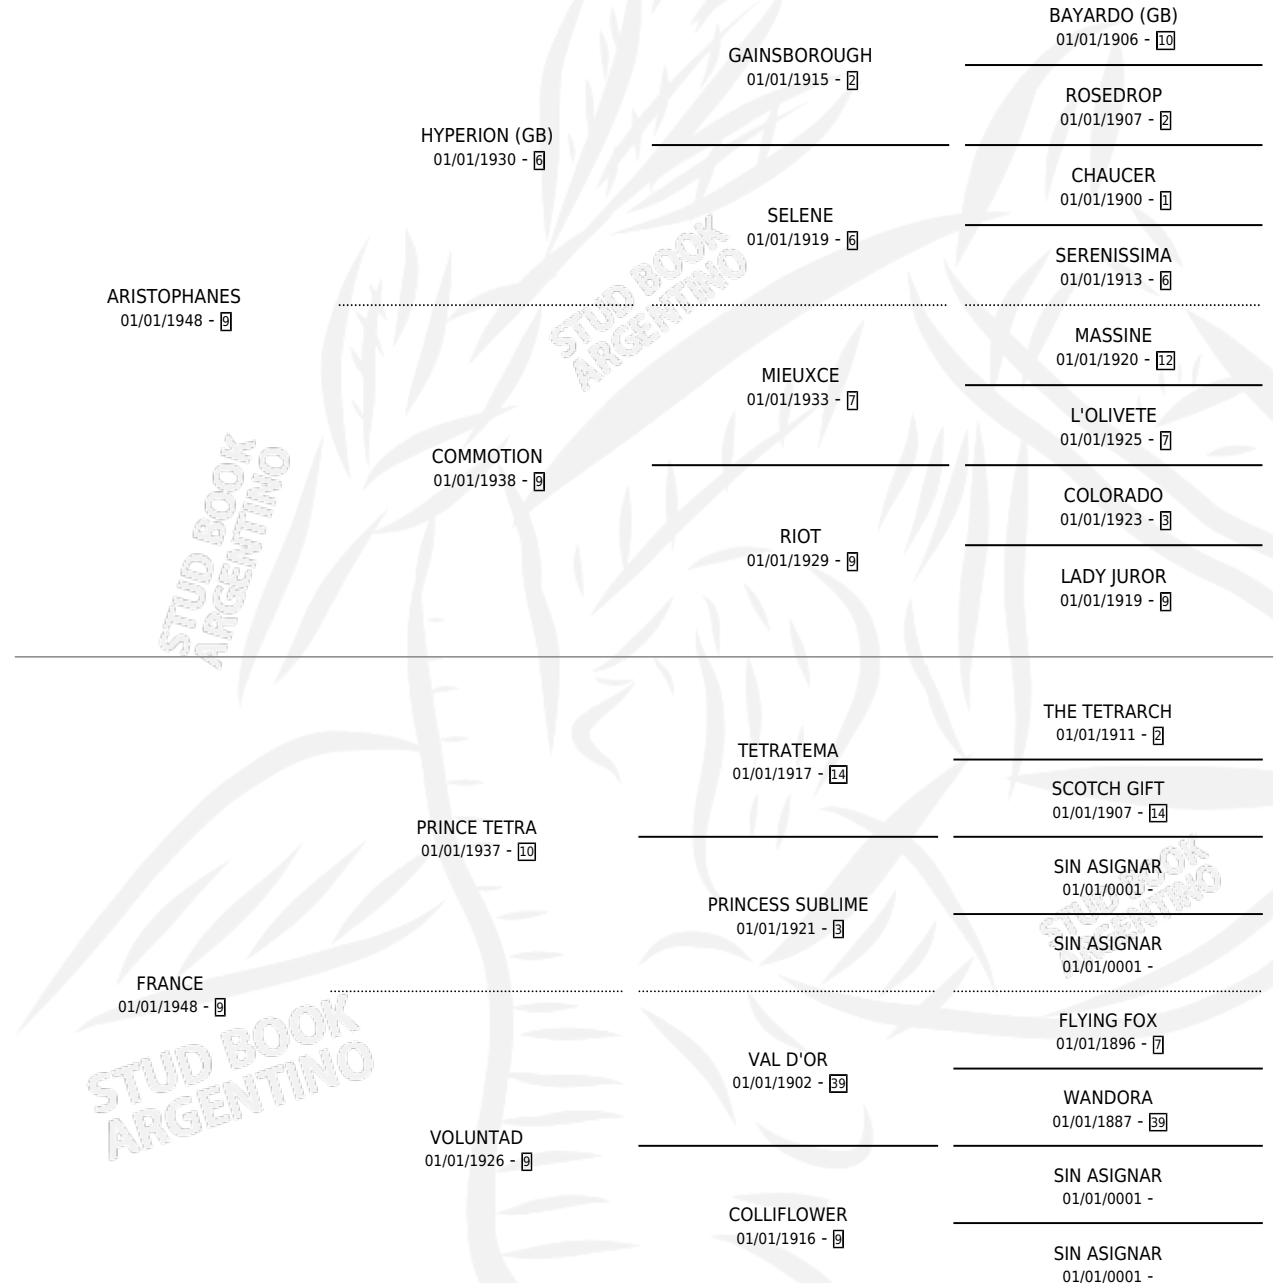 BAYARDO (GB)
01/01/1906 - 10
GAINSBOROUGH
01/01/1915 - 2
ROSEDROP
01/01/1907 - 2
HYPERION (GB)
01/01/1930 - 6
CHAUCER
01/01/1900 - 1
SELENE
01/01/1919 - 6
SERENISSIMA
01/01/1913 - 6
ARISTOPHANES
01/01/1948 - 9
MASSINE
01/01/1920 - 12
MIEUXCE
01/01/1933 - 7
L'OLIVETE
01/01/1925 - 7
COMMOTION
01/01/1938 - 9
COLORADO
01/01/1923 - 3
RIOT
01/01/1929 - 9
LADY JUROR
01/01/1919 - 9
THE TETRARCH
01/01/1911 - 2
TETRATEMA
01/01/1917 - 14
SCOTCH GIFT
01/01/1907 - 14
PRINCE TETRA
01/01/1937 - 10
SIN ASIGNAR
01/01/0001 -
PRINCESS SUBLIME
01/01/1921 - 3
SIN ASIGNAR
01/01/0001 -
FRANCE
01/01/1948 - 9
FLYING FOX
01/01/1896 - 7
VAL D'OR
01/01/1902 - 39
WANDORA
01/01/1887 - 39
VOLUNTAD
01/01/1926 - 9
SIN ASIGNAR
01/01/0001 -
COLLIFLOWER
01/01/1916 - 9
SIN ASIGNAR
01/01/0001 -
STUD BOOK
ARGENTINO
STUD BOOK
ARGENTINO
STUD BOOK
ARGENTINO
STUD BOOK
ARGENTINO